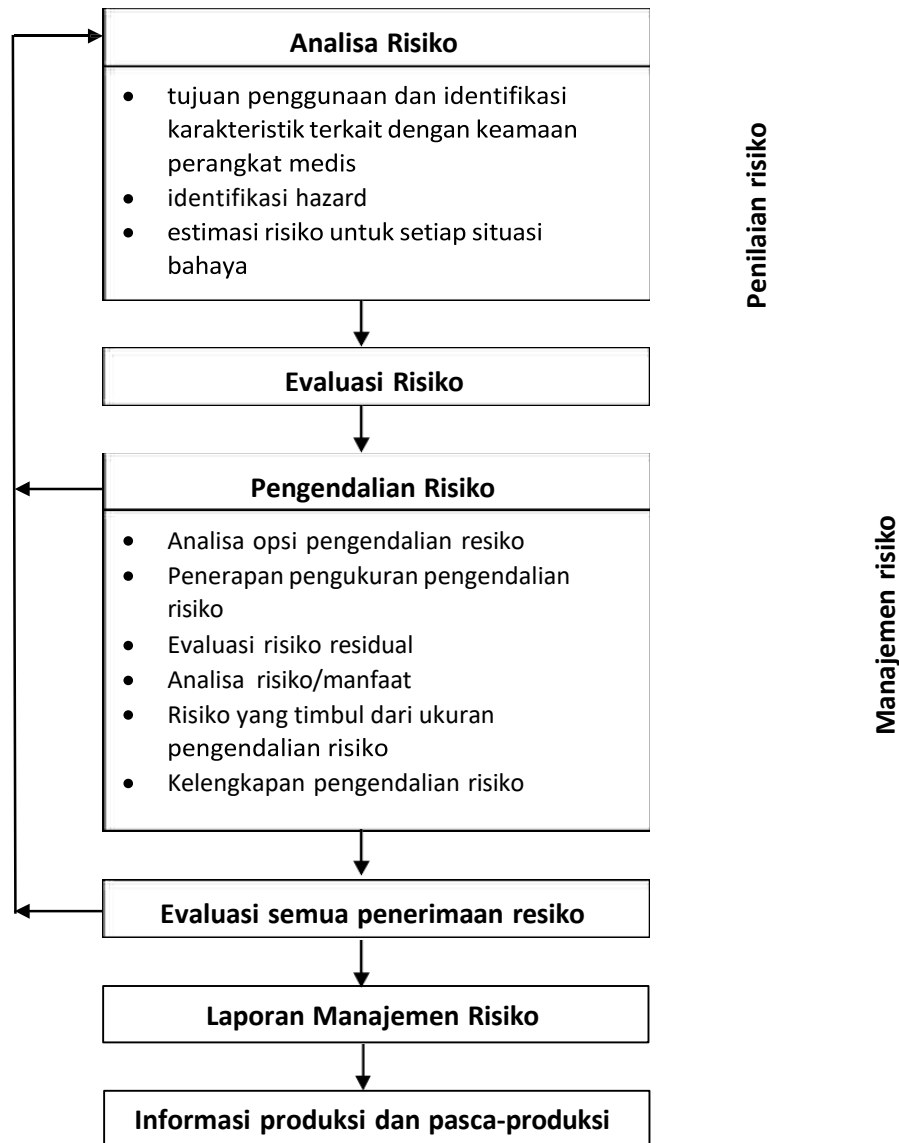 Analisa Risiko
• tujuan penggunaan dan identifikasi
karakteristik terkait dengan keamaan
perangkat medis
• identifikasi hazard
• estimasi risiko untuk setiap situasi
bahaya
Penilaian risiko
Evaluasi Risiko
Pengendalian Risiko
• Analisa opsi pengendalian resiko
• Penerapan pengukuran pengendalian
risiko
• Evaluasi risiko residual
• Analisa risiko/manfaat
• Risiko yang timbul dari ukuran
pengendalian risiko
• Kelengkapan pengendalian risiko
Manajemen risiko
Evaluasi semua penerimaan resiko
Laporan Manajemen Risiko
Informasi produksi dan pasca-produksi